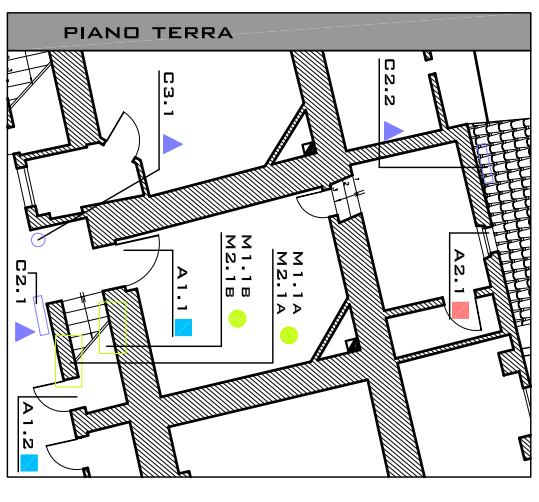 PIANO TERRA
C3.1
C2.2
A2.1
M1.1A
M2.1A
M1.1B
M2.1B
A1.1
C2.1
A1.2